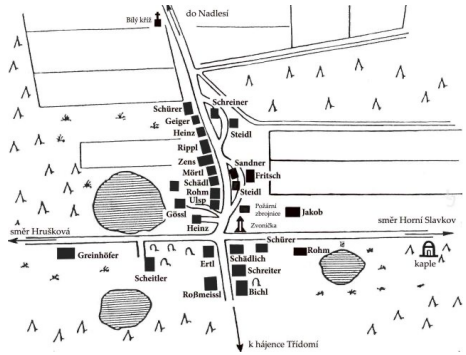 do Nadlesí
Bílý kříž
Schürer
Schreiner
Geiger
Heinz
Steidl
Rippl
Zens
Mörtl
Sandner
Fritsch
Schädl
Rohm
Steidl
Ulsp
Požární
zbrojnice
Jakob
Gössl
Zvonička
Heinz
směr Hrušková
směr Horní Slavkov
Schürer
Greinhöfer
Ertl
Schädlich
Rohm
kaple
Scheitler
Schreiter
Roßmeissl
Bichl
k hájence Třídomí